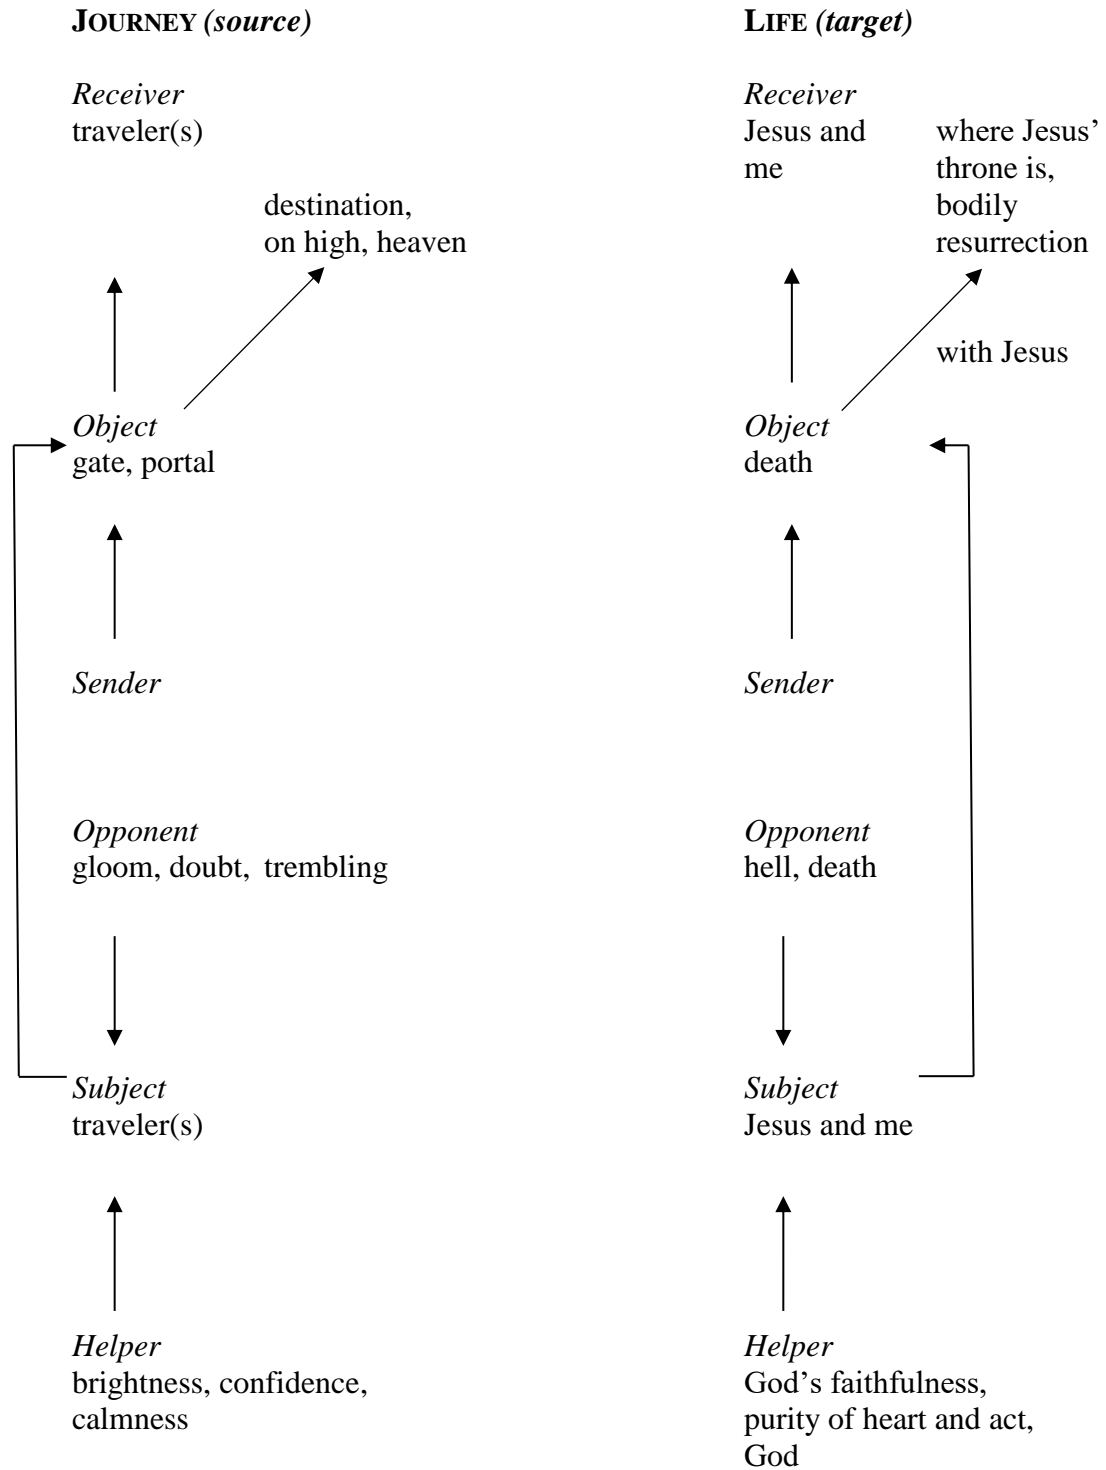 JOURNEY (source)
Receiver
traveler(s)
destination,
on high, heaven
Object
gate, portal
Sender
Opponent
gloom, doubt, trembling
Subject
traveler(s)
Helper
brightness, confidence,
calmness
LIFE (target)
Receiver
Jesus and
me
where Jesus’
throne is,
bodily
resurrection
with Jesus
Object
death
Sender
Opponent
hell, death
Subject
Jesus and me
Helper
God’s faithfulness,
purity of heart and act,
God